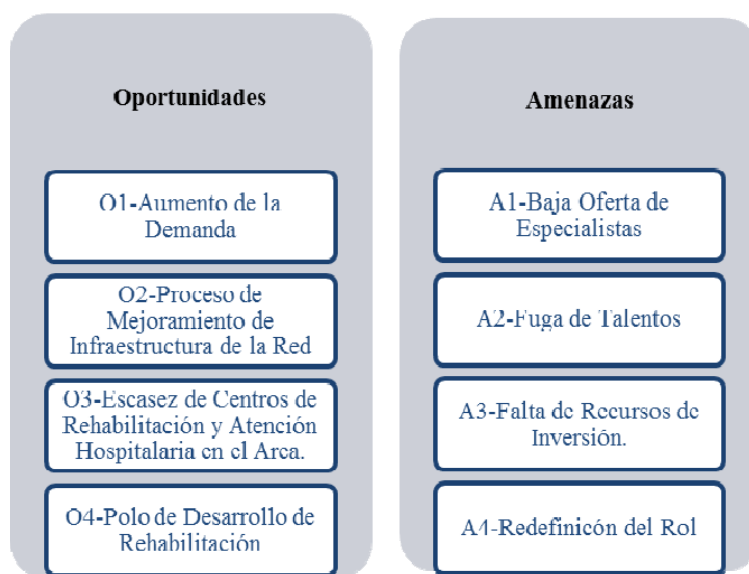 Oportunidades
O1-Aumento de la
Demanda
O2-Proceso de
Mejoramiento de
Infraestructura de la Red
O3-Escasez de Centros de
Rehabilitación y Atención
Hospitalaria en el Area.
O4-Polo de Desarrollo de
Rehabilitación
Amenazas
A1-Baja Oferta de
Especialistas
A2-Fuga de Talentos
A3-Falta de Recursos de
Inversión.
A4-Redefinicón del Rol